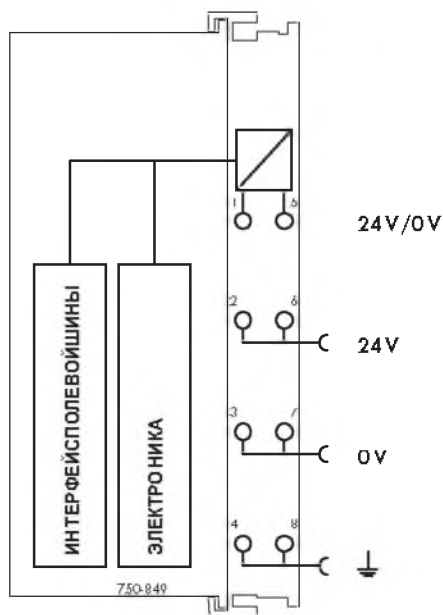 1 5
24V/0V
2 6
24V
3 7
0V
4 8
ИНТЕРФЕЙСПОЛЕВОЙШИНЫ
ЭЛЕКТРОНИКА
750-849